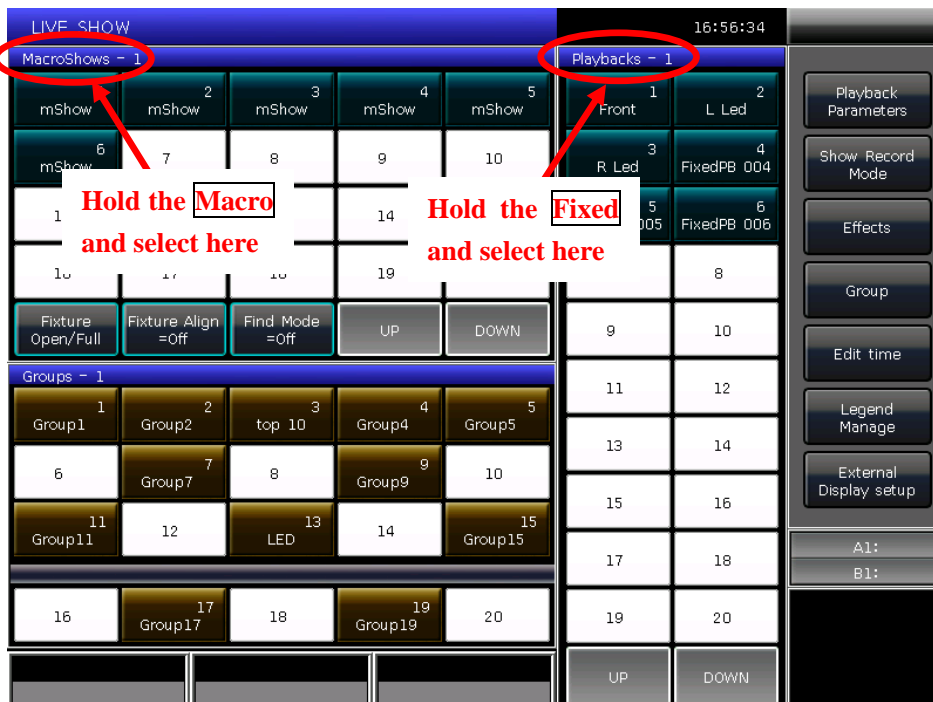 LIVE SHOW
16:56:34
MacroShows - 1
Playbacks - 1
1
mShow
2
mShow
3
mShow
4
mShow
5
mShow
6
mShow
7
8
9
10
14
19
Hold the Macro
and select here
Fixture
Open/Full
Fixture Align
=Off
Find Mode
=Off
UP
DOWN
Groups - 1
1
Group1
2
Group2
3
top 10
4
Group4
5
Group5
6
7
Group7
8
9
Group9
10
11
Group11
12
13
LED
14
15
Group15
16
17
Group17
18
19
Group19
20
1
Front
2
L Led
3
R Led
4
FixedPB 004
5
005
6
FixedPB 006
Hold the Fixed
and select here
8
9
10
11
12
13
14
15
16
17
18
19
20
UP
DOWN
Playback
Parameters
Show Record
Mode
Effects
Group
Edit time
Legend
Manage
External
Display setup
A1:
B1: